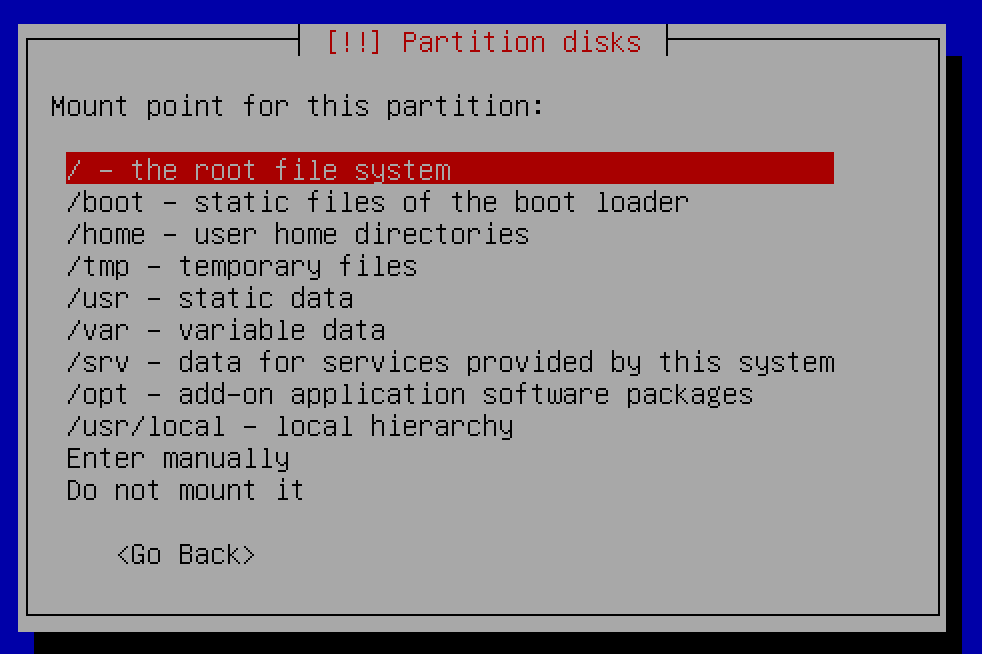 [!!] Partition disks
Mount point for this partition:
/ - the root file system
/boot - static files of the boot loader
/home - user home directories
/tmp - temporary files
/usr - static data
/var - variable data
/srv - data for services provided by this system
/opt - add-on application software packages
/usr/local - local hierarchy
Enter manually
Do not mount it
<Go Back>